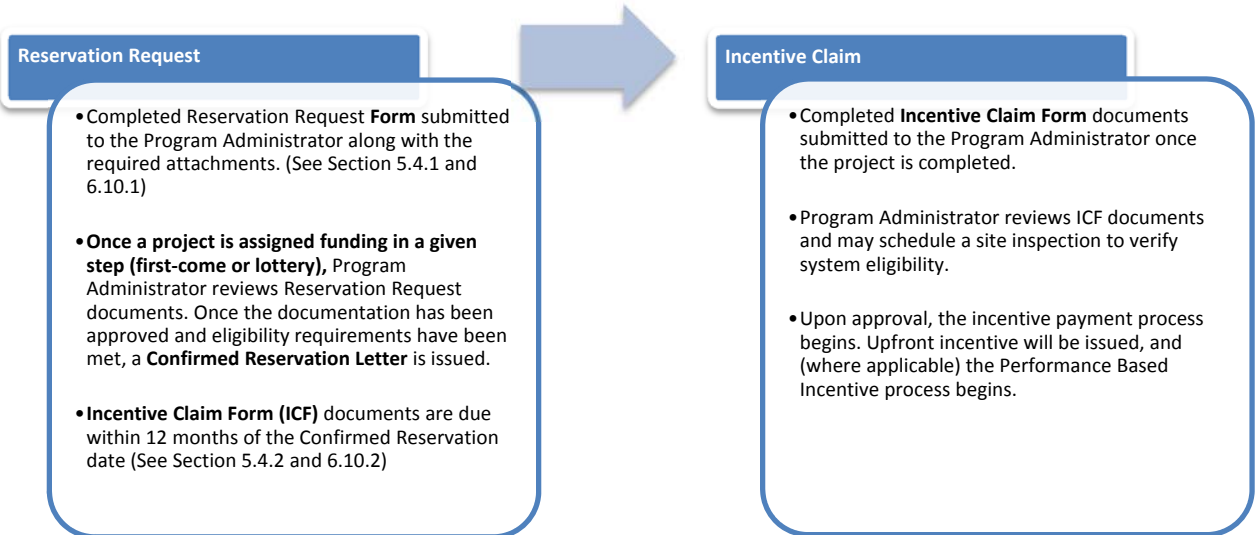 Reservation Request
•Completed Reservation Request Form submitted
to the Program Administrator along with the
required attachments. (See Section 5.4.1 and
6.10.1)
•Once a project is assigned funding in a given
step (first-come or lottery), Program
Administrator reviews Reservation Request
documents. Once the documentation has been
approved and eligibility requirements have been
met, a Confirmed Reservation Letter is issued.
•Incentive Claim Form (ICF) documents are due
within 12 months of the Confirmed Reservation
date (See Section 5.4.2 and 6.10.2)
Incentive Claim
•Completed Incentive Claim Form documents
submitted to the Program Administrator once
the project is completed.
•Program Administrator reviews ICF documents
and may schedule a site inspection to verify
system eligibility.
•Upon approval, the incentive payment process
begins. Upfront incentive will be issued, and
(where applicable) the Performance Based
Incentive process begins.